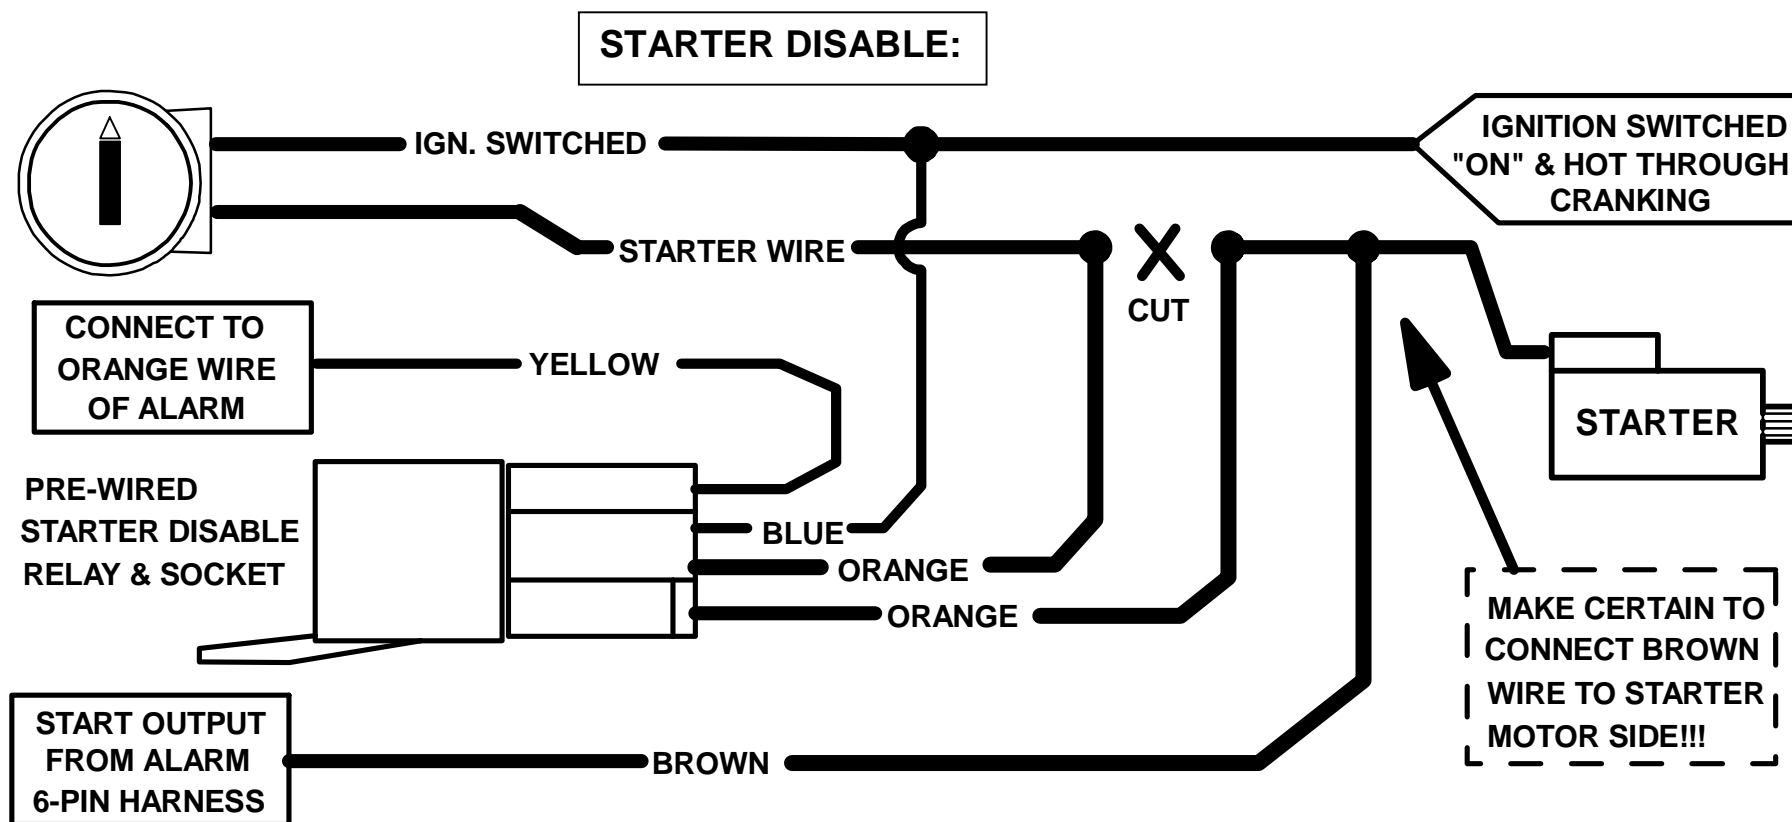 STARTER DISABLE:
IGN. SWITCHED
IGNITION SWITCHED
"ON" & HOT THROUGH
CRANKING
STARTER WIRE
CUT
CONNECT TO
ORANGE WIRE
OF ALARM
YELLOW
STARTER
PRE-WIRED
STARTER DISABLE
RELAY & SOCKET
BLUE
ORANGE
ORANGE
MAKE CERTAIN TO
CONNECT BROWN
WIRE TO STARTER
MOTOR SIDE!!!
START OUTPUT
FROM ALARM
6-PIN HARNESS
BROWN